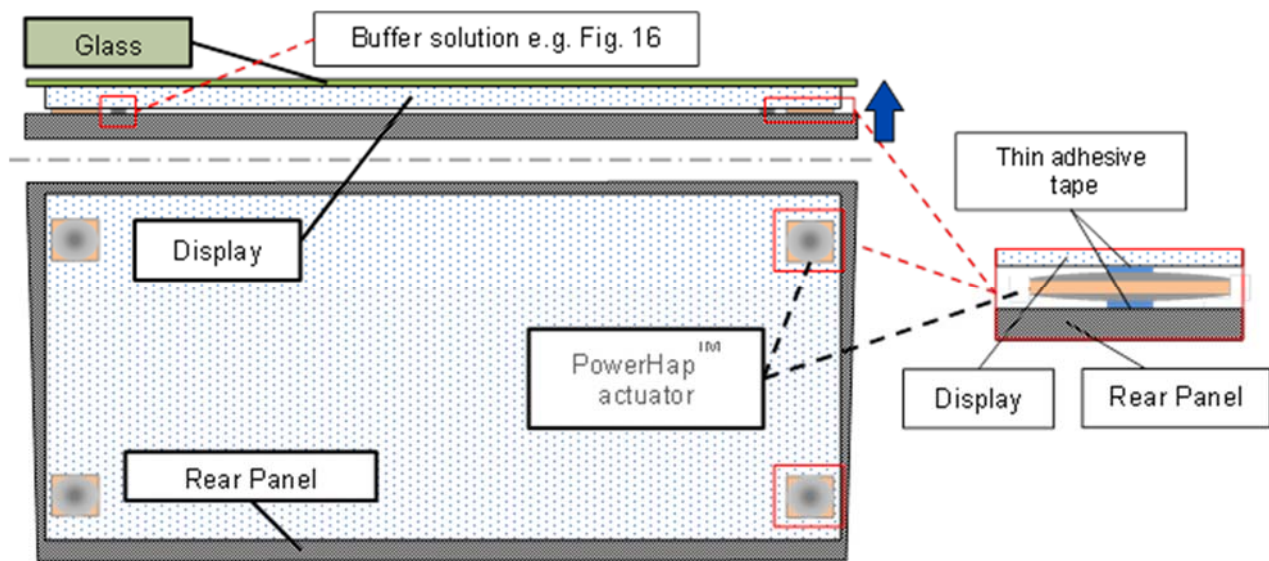 Glass
Buffer solution e.g. Fig. 16
Thin adhesive
tape
Display
PowerHap™
actuator
Display
Rear Panel
Rear Panel